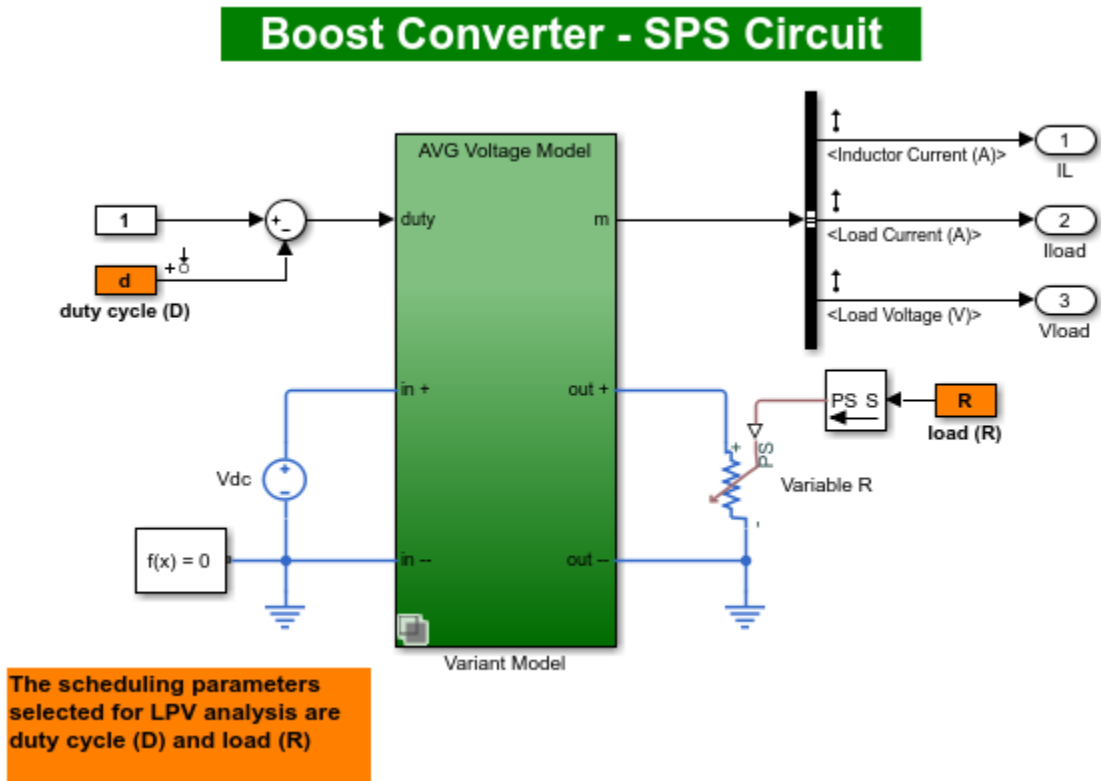 Boost Converter - SPS Circuit
AVG Voltage Model
<Inductor Current (A)>
1
IL
1
+
-
duty
m
<Load Current (A)>
2
Iload
d
+
duty cycle (D)
<Load Voltage (V)>
3
Vload
in +
out +
PS S
R
load (R)
Vdc
+
-
+
PS
Variable R
-
f(x) = 0
in --
out --
Variant Model
The scheduling parameters
selected for LPV analysis are
duty cycle (D) and load (R)